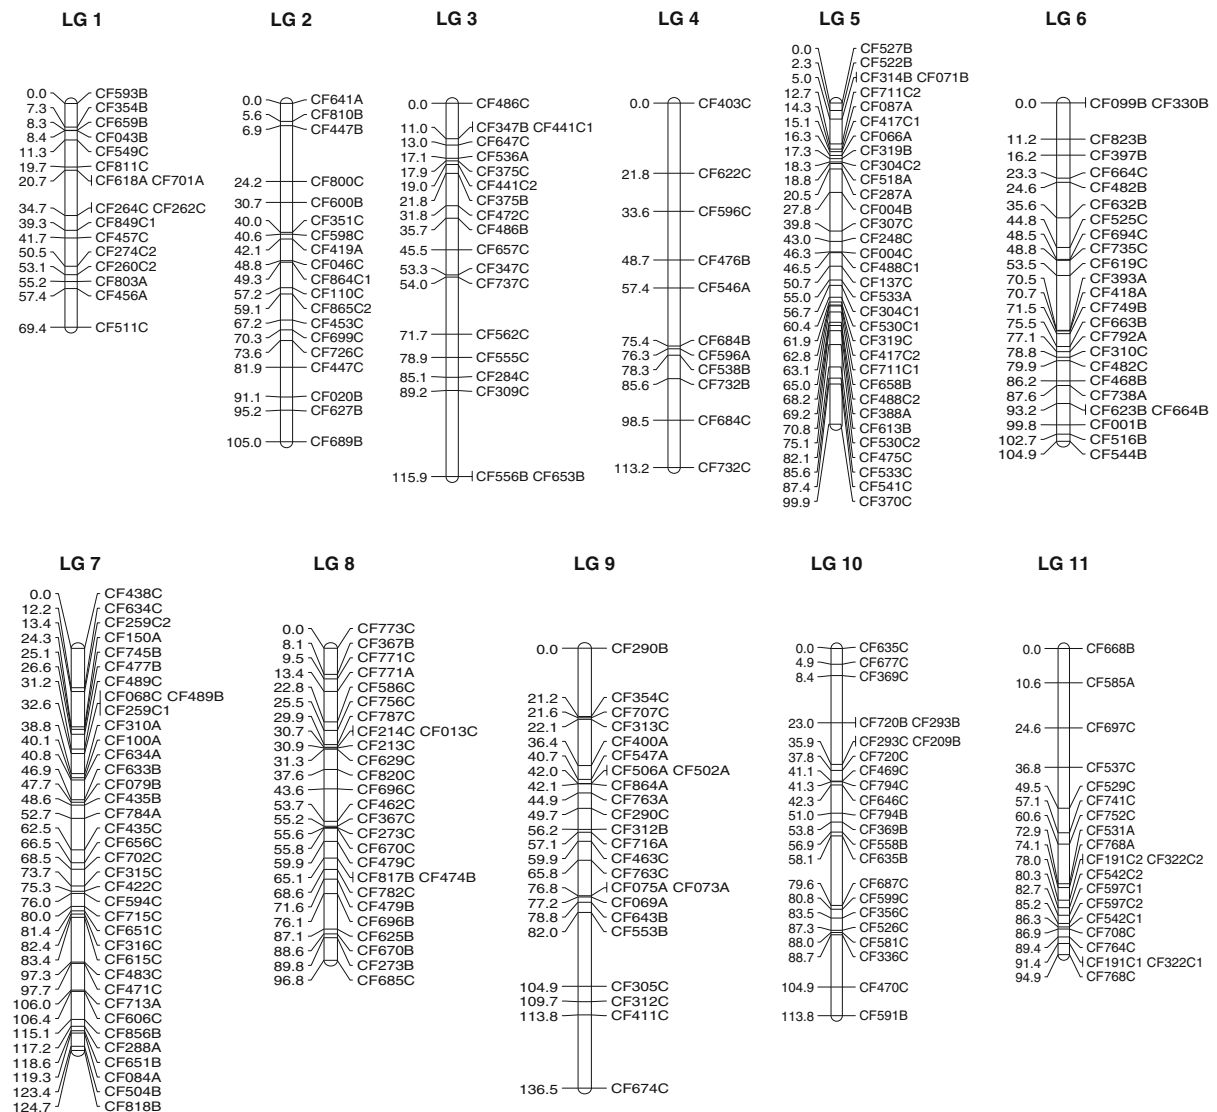 LG 1
0.0 CF593B
7.3 CF354B
8.3 CF659B
8.4 CF043B
11.3 CF549C
19.7 CF811C
20.7 CF618A CF701A
34.7 CF264C CF262C
39.3 CF849C1
41.7 CF457C
50.5 CF274C2
53.1 CF260C2
55.2 CF803A
57.4 CF456A
69.4 CF511C
LG 2
0.0 CF641A
5.6 CF810B
6.9 CF447B
24.2 CF800C
30.7 CF600B
40.0 CF351C
40.6 CF598C
42.1 CF419A
48.8 CF046C
49.3 CF864C1
57.2 CF110C
59.1 CF865C2
67.2 CF453C
70.3 CF699C
73.6 CF726C
81.9 CF447C
91.1 CF020B
95.2 CF627B
105.0 CF689B
LG 3
0.0 CF486C
11.0 CF347B CF441C1
13.0 CF647C
17.1 CF536A
17.9 CF375C
19.0 CF441C2
21.8 CF375B
31.8 CF472C
35.7 CF486B
45.5 CF657C
53.3 CF347C
54.0 CF737C
71.7 CF562C
78.9 CF555C
85.1 CF284C
89.2 CF309C
115.9 CF556B CF653B
LG 4
0.0 CF403C
21.8 CF622C
33.6 CF596C
48.7 CF476B
57.4 CF546A
75.4 CF684B
76.3 CF596A
78.3 CF538B
85.6 CF732B
98.5 CF684C
113.2 CF732C
LG 5
0.0 CF527B
2.3 CF522B
5.0 CF314B CF071B
12.7 CF711C2
14.3 CF087A
15.1 CF417C1
16.3 CF066A
17.3 CF319B
18.3 CF304C2
18.8 CF518A
20.5 CF287A
27.8 CF004B
39.8 CF307C
43.0 CF248C
46.3 CF004C
46.5 CF488C1
50.7 CF137C
55.0 CF533A
56.7 CF304C1
60.4 CF530C1
61.9 CF319C
62.8 CF417C2
63.1 CF711C1
65.0 CF658B
68.2 CF488C2
69.2 CF388A
70.8 CF613B
75.1 CF530C2
82.1 CF475C
85.6 CF533C
87.4 CF541C
99.9 CF370C
LG 6
0.0 CF099B CF330B
11.2 CF823B
16.2 CF397B
23.3 CF664C
24.6 CF482B
35.6 CF632B
44.8 CF525C
48.5 CF694C
48.8 CF735C
53.5 CF619C
70.5 CF393A
70.7 CF418A
71.5 CF749B
75.5 CF663B
77.1 CF792A
78.8 CF310C
79.9 CF482C
86.2 CF468B
87.6 CF738A
93.2 CF623B CF664B
99.8 CF001B
102.7 CF516B
104.9 CF544B
LG 7
0.0 CF438C
12.2 CF634C
13.4 CF259C2
24.3 CF150A
25.1 CF745B
26.6 CF477B
31.2 CF489C
CF068C CF489B
32.6 CF259C1
38.8 CF310A
40.1 CF100A
40.8 CF634A
46.9 CF633B
47.7 CF079B
48.6 CF435B
52.7 CF784A
62.5 CF435C
66.5 CF656C
68.5 CF702C
73.7 CF315C
75.3 CF422C
76.0 CF594C
80.0 CF715C
81.4 CF651C
82.4 CF316C
83.4 CF615C
97.3 CF483C
97.7 CF471C
106.0 CF713A
106.4 CF606C
115.1 CF856B
117.2 CF288A
118.6 CF651B
119.3 CF084A
123.4 CF504B
124.7 CF818B
LG 8
0.0 CF773C
8.1 CF367B
9.5 CF771C
13.4 CF771A
22.8 CF586C
25.5 CF756C
29.9 CF787C
30.7 CF214C CF013C
30.9 CF213C
31.3 CF629C
37.6 CF820C
43.6 CF696C
53.7 CF462C
55.2 CF367C
55.6 CF273C
55.8 CF670C
59.9 CF479C
65.1 CF817B CF474B
68.6 CF782C
71.6 CF479B
76.1 CF696B
87.1 CF625B
88.6 CF670B
89.8 CF273B
96.8 CF685C
LG 9
0.0 CF290B
21.2 CF354C
21.6 CF707C
22.1 CF313C
36.4 CF400A
40.7 CF547A
42.0 CF506A CF502A
42.1 CF864A
44.9 CF763A
49.7 CF290C
56.2 CF312B
57.1 CF716A
59.9 CF463C
65.8 CF763C
76.8 CF075A CF073A
77.2 CF069A
78.8 CF643B
82.0 CF553B
104.9 CF305C
109.7 CF312C
113.8 CF411C
136.5 CF674C
LG 10
0.0 CF635C
4.9 CF677C
8.4 CF369C
23.0 CF720B CF293B
35.9 CF293C CF209B
37.8 CF720C
41.1 CF469C
41.3 CF794C
42.3 CF646C
51.0 CF794B
53.8 CF369B
56.9 CF558B
58.1 CF635B
79.6 CF687C
80.8 CF599C
83.5 CF356C
87.3 CF526C
88.0 CF581C
88.7 CF336C
104.9 CF470C
113.8 CF591B
LG 11
0.0 CF668B
10.6 CF585A
24.6 CF697C
36.8 CF537C
49.5 CF529C
57.1 CF741C
60.6 CF752C
72.9 CF531A
74.1 CF768A
78.0 CF191C2 CF322C2
80.3 CF542C2
82.7 CF597C1
85.2 CF597C2
86.3 CF542C1
86.9 CF708C
89.4 CF764C
91.4 CF191C1 CF322C1
94.9 CF768C